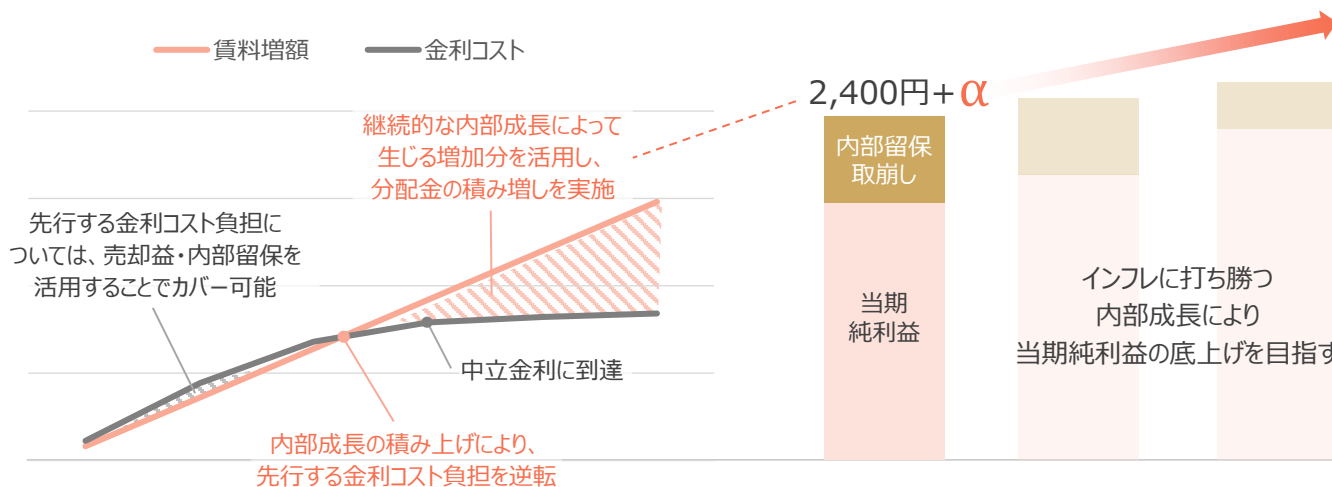 賃料増額
金利コスト
2,400円+α
継続的な内部成長によって
生じる増加分を活用し、
分配金の積み増しを実施
先行する金利コスト負担に
ついては、売却益・内部留保を
活用することでカバー可能
中立金利に到達
内部成長の積み上げにより、
先行する金利コスト負担を逆転
内部留保
取崩し
当期
純利益
インフレに打ち勝つ
内部成長により
当期純利益の底上げを目指す